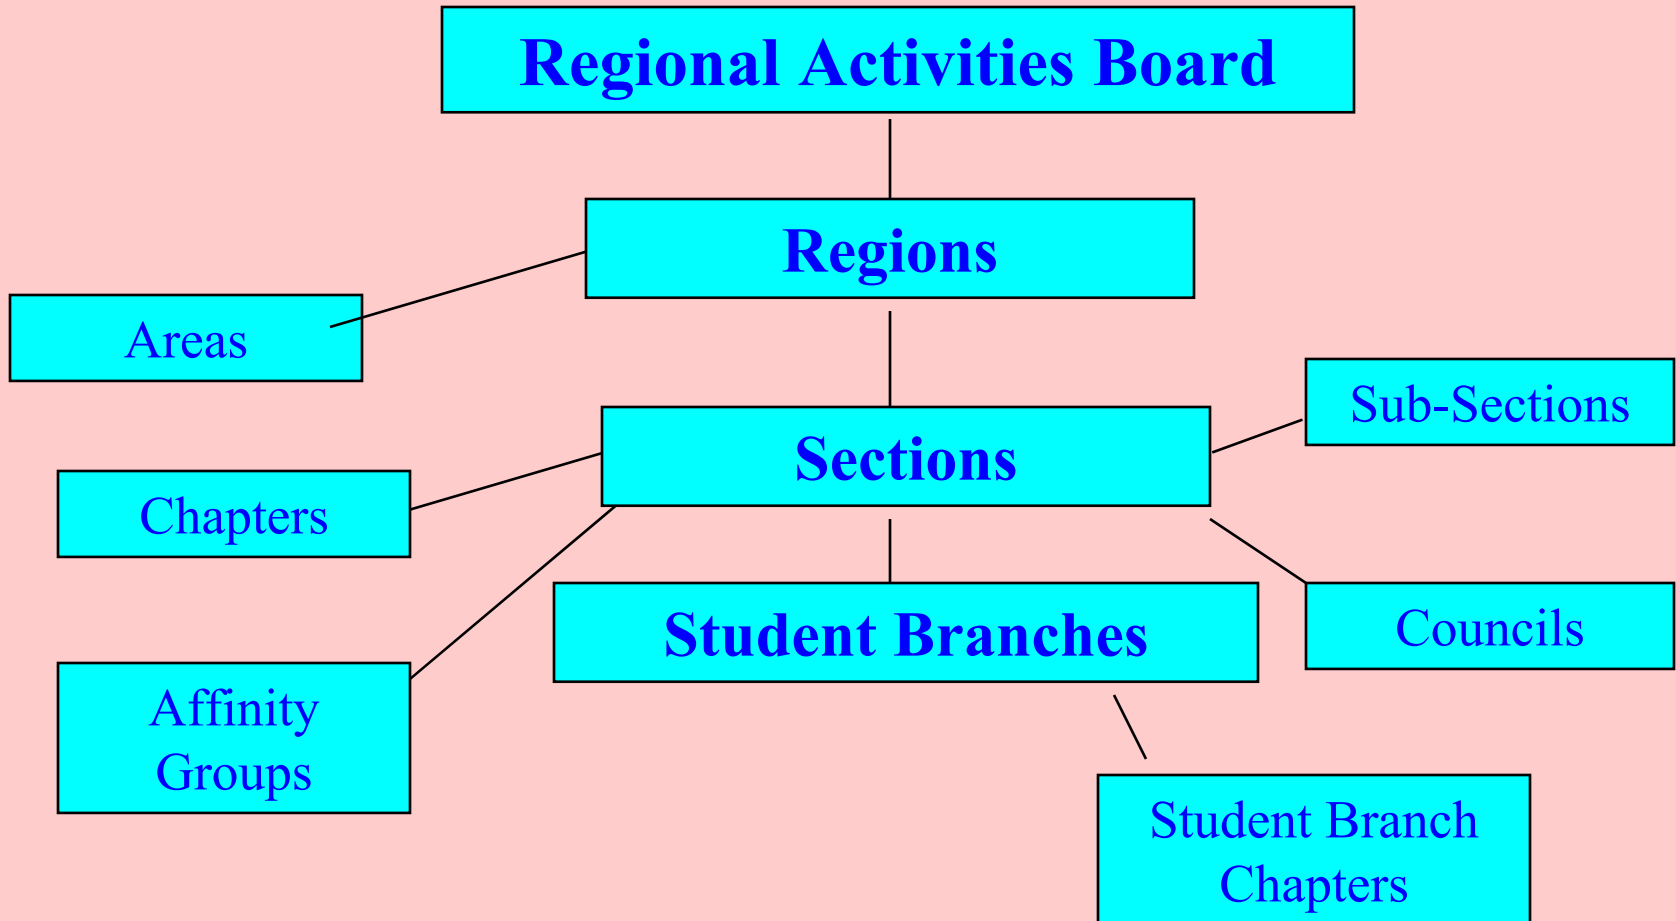 Regional Activities Board
Regions
Areas
Sub-Sections
Sections
Chapters
Student Branches
Councils
Affinity
Groups
Student Branch
Chapters